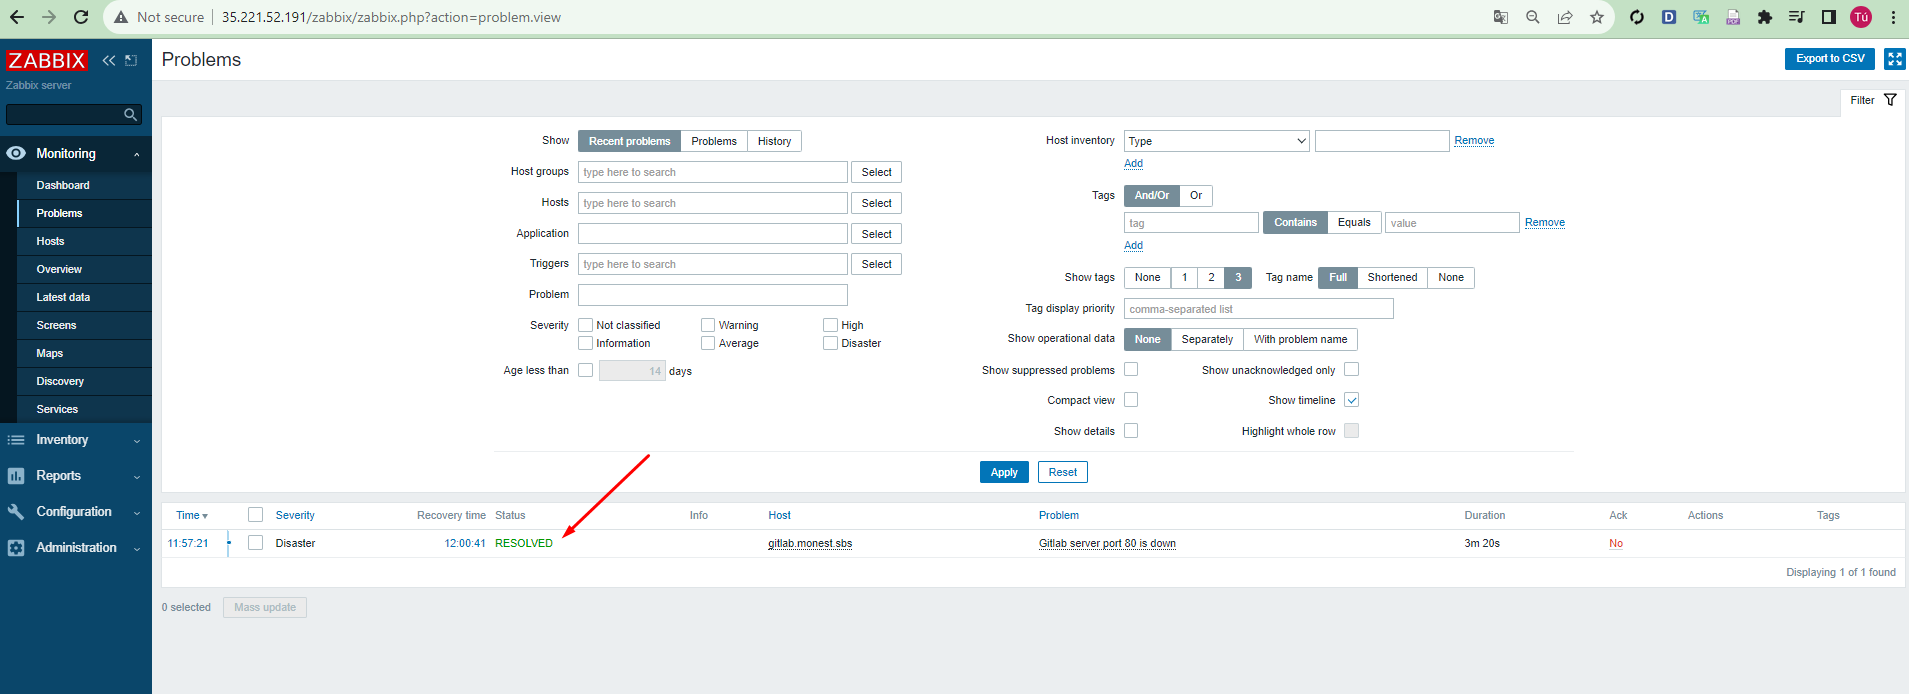 Not secure | 35.221.52.191/zabbix/zabbix.php?action=problem.view
Tú
ZABBIX
Zabbix server
Monitoring
Dashboard
Problems
Hosts
Overview
Latest data
Screens
Maps
Discovery
Services
Inventory
Reports
Configuration
Administration
Problems
Export to CSV
Filter
Show Recent problems Problems History
Host groups type here to search Select
Hosts type here to search Select
Application Select
Triggers type here to search Select
Problem
Severity Not classified Warning High
Information Average Disaster
Age less than 14 days
Host inventory Type Remove
Add
Tags And/Or Or
tag Contains Equals value Remove
Add
Show tags None 1 2 3 Tag name Full Shortened None
Tag display priority comma-separated list
Show operational data None Separately With problem name
Show suppressed problems Show unacknowledged only
Compact view Show timeline
Show details Highlight whole row
Apply Reset
Time Severity Recovery time Status Info Host Problem Duration Ack Actions Tags
11:57:21 Disaster 12:00:41 RESOLVED gitlab.monest.sbs Gitlab server port 80 is down 3m 20s No
Displaying 1 of 1 found
0 selected Mass update